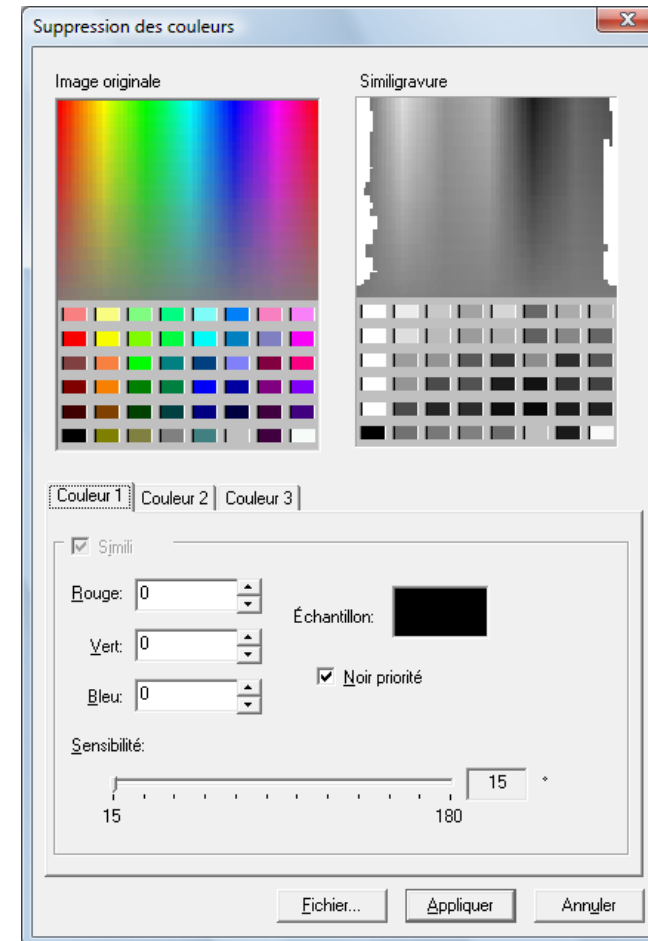 Suppression des couleurs
Image originale
Similigravure
Couleur 1
Couleur 2
Couleur 3
Simili
Rouge: 0
Échantillon:
Vert: 0
Noir priorité
Bleu: 0
Sensibilité:
15 °
15 180
Fichier...
Appliquer
Annuler